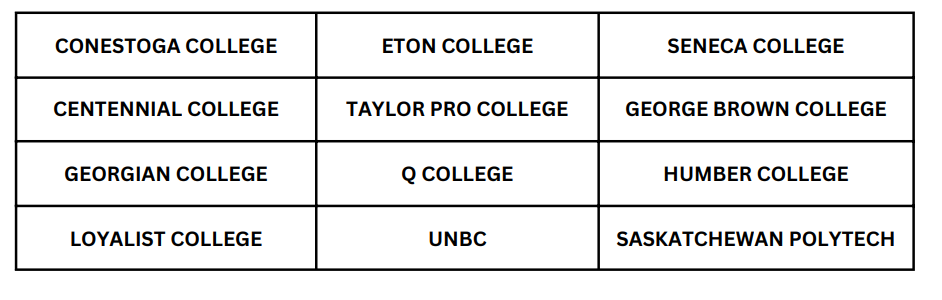 CONESTOGA COLLEGE
ETON COLLEGE
SENECA COLLEGE
CENTENNIAL COLLEGE
TAYLOR PRO COLLEGE
GEORGE BROWN COLLEGE
GEORGIAN COLLEGE
Q COLLEGE
HUMBER COLLEGE
LOYALIST COLLEGE
UNBC
SASKATCHEWAN POLYTECH